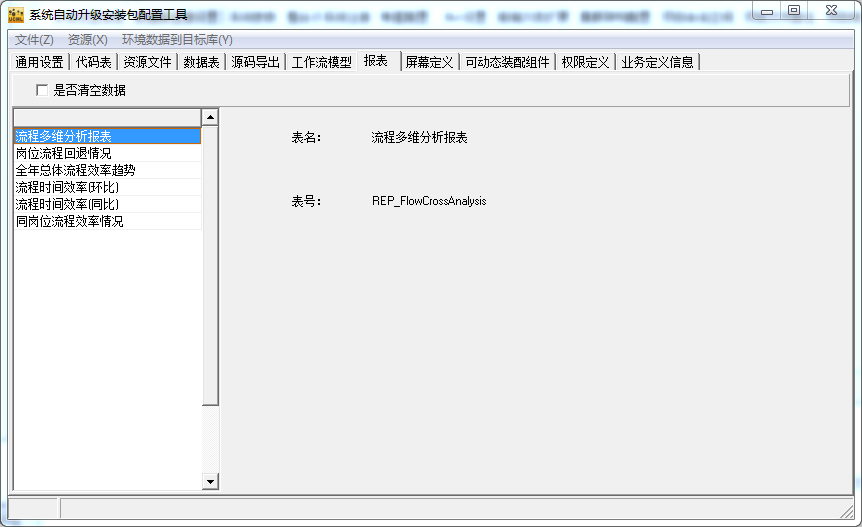 系统自动升级安装包配置工具
文件(Z) 资源(X) 环境数据到目标库(Y)
通用设置 代码表 资源文件 数据表 源码导出 工作流模型 报表 屏幕定义 可动态装配组件 权限定义 业务定义信息
是否清空数据
流程多维分析报表
岗位流程回退情况
全年总体流程效率趋势
流程时间效率(环比)
流程时间效率(同比)
同岗位流程效率情况
表名： 流程多维分析报表
表号： REP_FlowCrossAnalysis